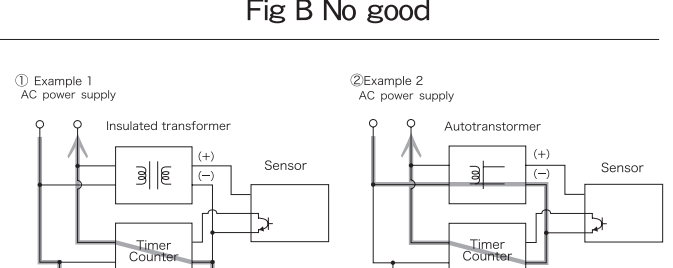 Fig B No good
① Example 1
AC power supply
Insulated transformer
(+)
(−)
Sensor
Timer
Counter
②Example 2
AC power supply
Autotranstormer
(+)
(−)
Sensor
Timer
Counter